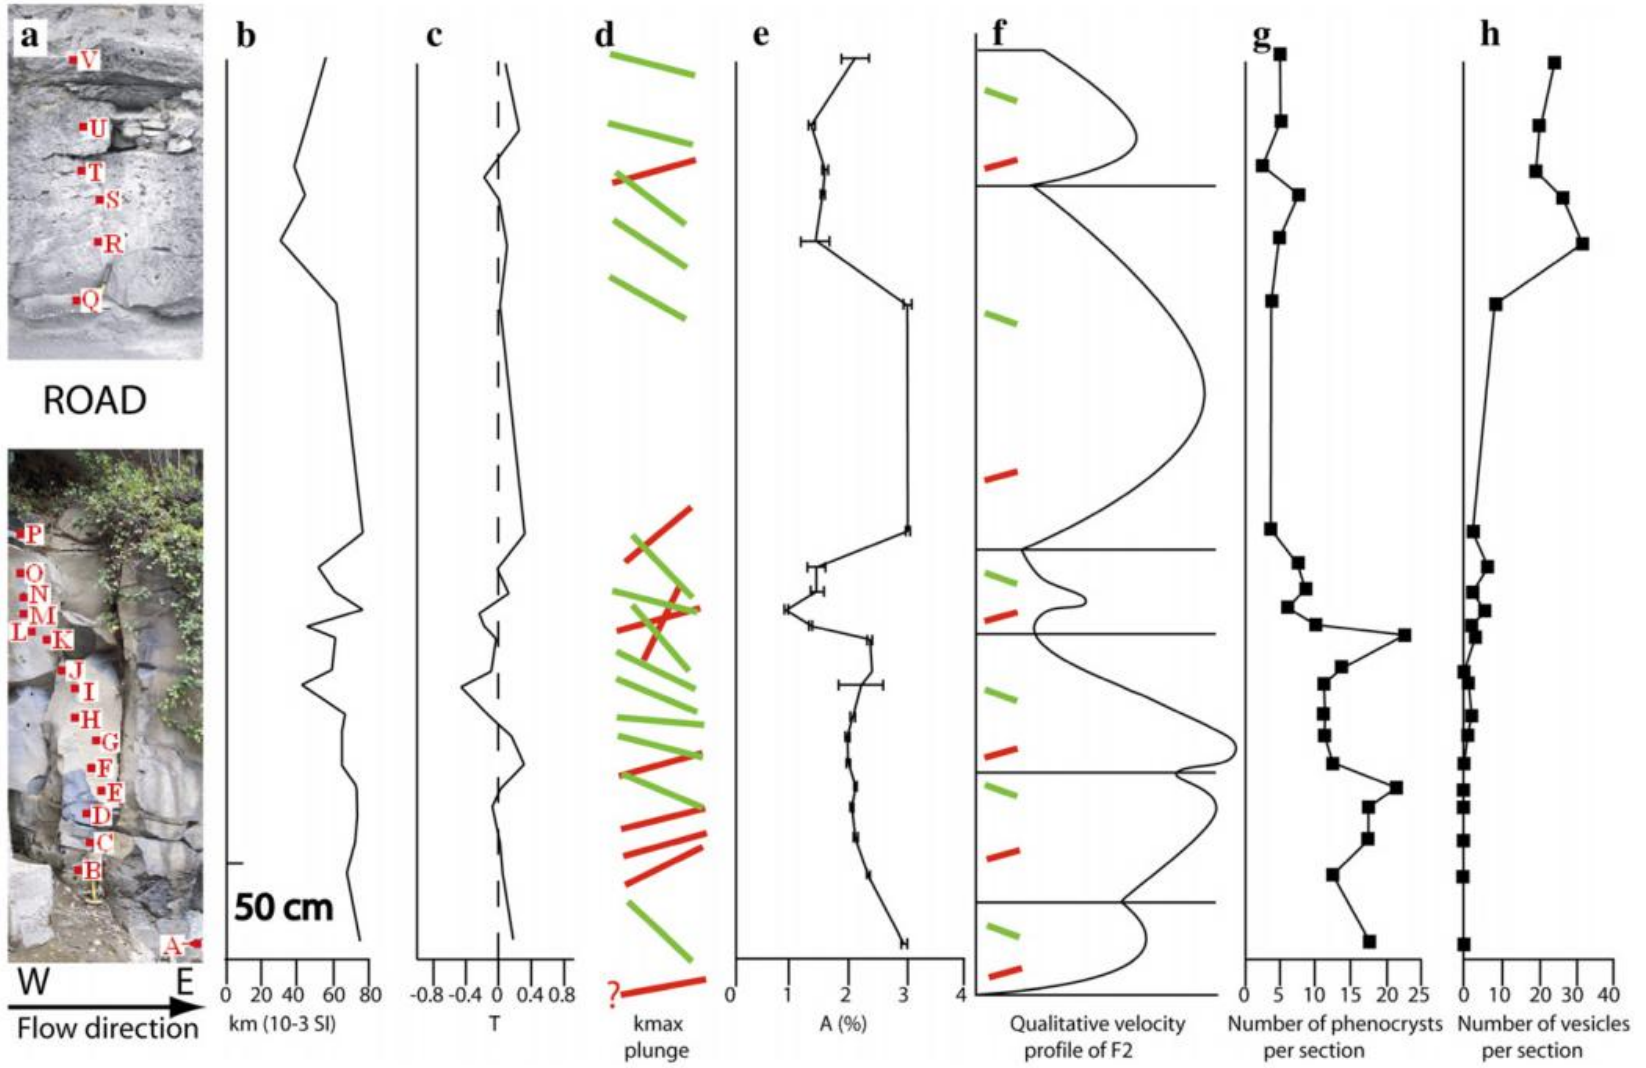 a b c d e f g h
V
U
T
S
R
Q
ROAD
P
O
N
M
L
K
J
I
H
G
F
E
D
C
B
50 cm
A
W E
Flow direction
0 20 40 60 80
km (10-3 SI)
-0.8 -0.4 0 0.4 0.8
T
?
kmax
plunge
0 1 2 3 4
A (%)
Qualitative velocity
profile of F2
0 5 10 15 20 25
Number of phenocrysts
per section
0 10 20 30 40
Number of vesicles
per section